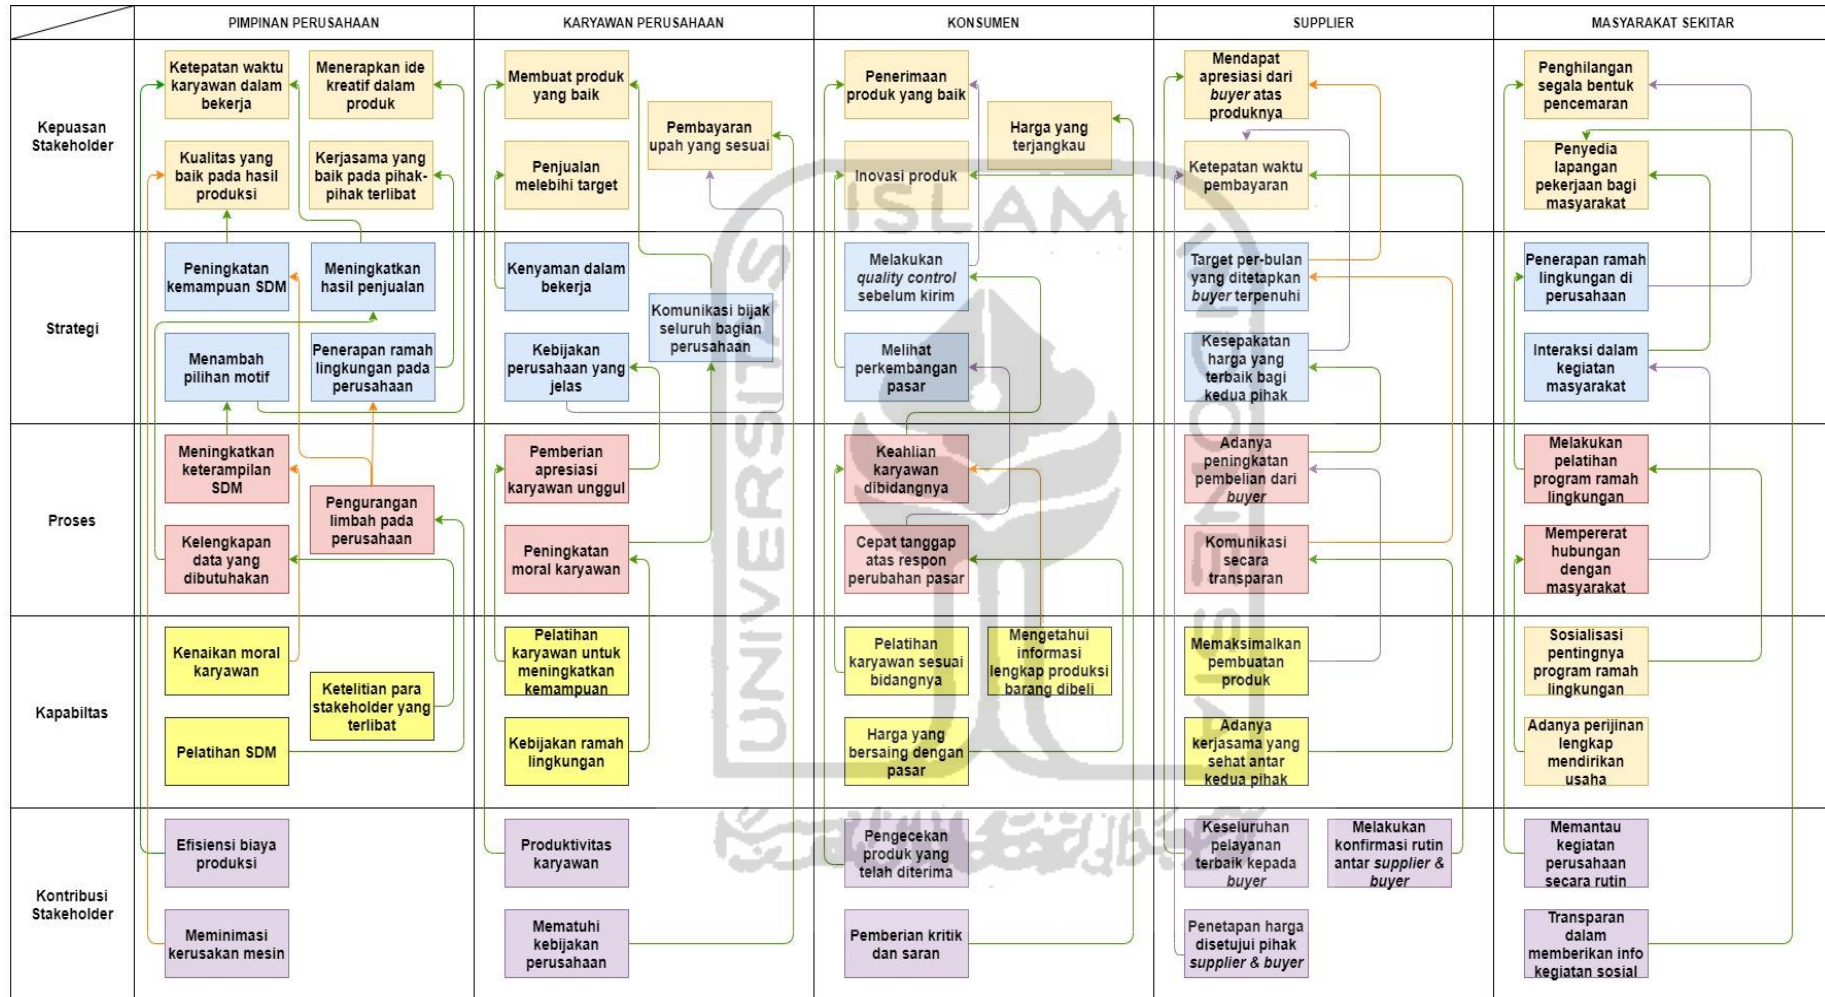 PIMPINAN PERUSAHAAN
KARYAWAN PERUSAHAAN
KONSUMEN
SUPPLIER
MASYARAKAT SEKITAR
Kepuasan
Stakeholder
Ketepatan waktu
karyawan dalam
bekerja
Menerapkan ide
kreatif dalam
produk
Kualitas yang
baik pada hasil
produksi
Kerjasama yang
baik pada pihak-
pihak terlibat
Membuat produk
yang baik
Pembayaran
upah yang sesuai
Penjualan
melebihi target
Penerimaan
produk yang baik
Harga yang
terjangkau
Inovasi produk
Mendapat
apresiasi dari
buyer atas
produknya
Ketepatan waktu
pembayaran
Penghilangan
segala bentuk
pencemaran
Penyedia
lapangan
pekerjaan bagi
masyarakat
Strategi
Peningkatan
kemampuan SDM
Meningkatkan
hasil penjualan
Menambah
pilihan motif
Penerapan ramah
lingkungan pada
perusahaan
Kenyaman dalam
bekerja
Komunikasi bijak
seluruh bagian
perusahaan
Kebijakan
perusahaan yang
jelas
Melakukan
quality control
sebelum kirim
Melihat
perkembangan
pasar
Target per-bulan
yang ditetapkan
buyer terpenuhi
Kesepakatan
harga yang
terbaik bagi
kedua pihak
Penerapan ramah
lingkungan di
perusahaan
Interaksi dalam
kegiatan
masyarakat
Proses
Meningkatkan
keterampilan
SDM
Pengurangan
limbah pada
perusahaan
Kelengkapan
data yang
dibutuhakan
Pemberian
apresiasi
karyawan unggul
Peningkatan
moral karyawan
Keahlian
karyawan
dibidangnya
Cepat tanggap
atas respon
perubahan pasar
Adanya
peningkatan
pembelian dari
buyer
Komunikasi
secara
transparan
Melakukan
pelatihan
program ramah
lingkungan
Mempererat
hubungan
dengan
masyarakat
Kapabiltas
Kenaikan moral
karyawan
Ketelitian para
stakeholder yang
terlibat
Pelatihan SDM
Pelatihan
karyawan untuk
meningkatkan
kemampuan
Kebijakan ramah
lingkungan
Pelatihan
karyawan sesuai
bidangnya
Mengetahui
informasi
lengkap produksi
barang dibeli
Harga yang
bersaing dengan
pasar
Memaksimalkan
pembuatan
produk
Adanya
kerjasama yang
sehat antar
kedua pihak
Sosialisasi
pentingnya
program ramah
lingkungan
Adanya perijinan
lengkap
mendirikan
usaha
Kontribusi
Stakeholder
Efisiensi biaya
produksi
Meminimasi
kerusakan mesin
Produktivitas
karyawan
Mematuhi
kebijakan
perusahaan
Pengecekan
produk yang
telah diterima
Pemberian kritik
dan saran
Keseluruhan
pelayanan
terbaik kepada
buyer
Melakukan
konfirmasi rutin
antar supplier &
buyer
Penetapan harga
disetujui pihak
supplier & buyer
Memantau
kegiatan
perusahaan
secara rutin
Transparan
dalam
memberikan info
kegiatan sosial
UNIVERSITAS
ISLAM
INDONESIA